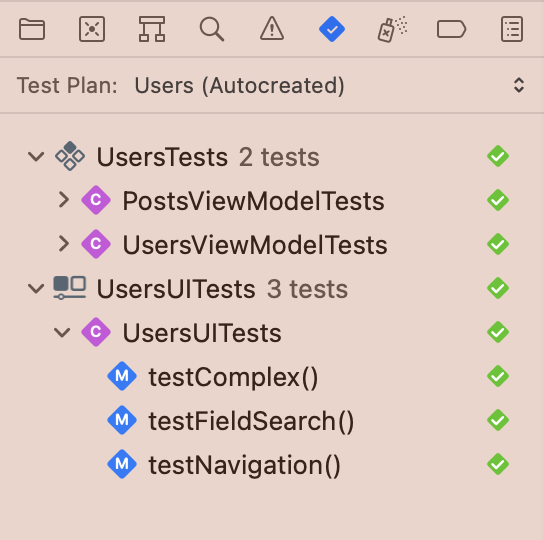 Test Plan: Users (Autocreated)
UsersTests 2 tests
C PostsViewModelTests
C UsersViewModelTests
UsersUITests 3 tests
C UsersUITests
M testComplex()
M testFieldSearch()
M testNavigation()